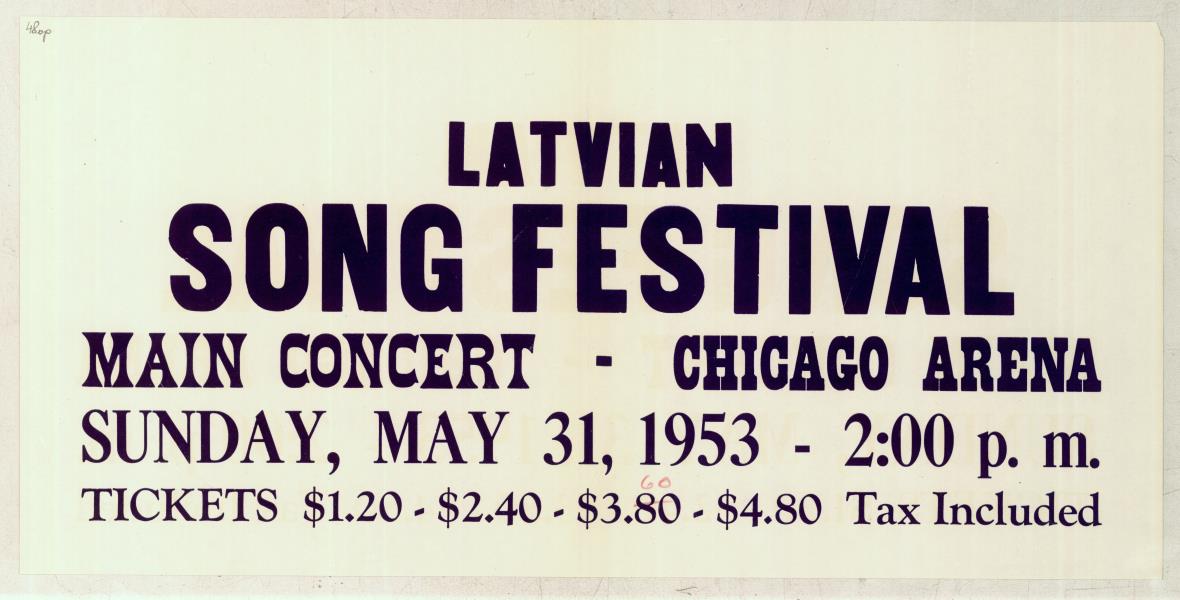 LATVIAN
SONG FESTIVAL
MAIN CONCERT - CHICAGO ARENA
SUNDAY, MAY 31, 1953 - 2:00 p. m.
60
TICKETS $1.20 - $2.40 - $3.80 - $4.80 Tax Included